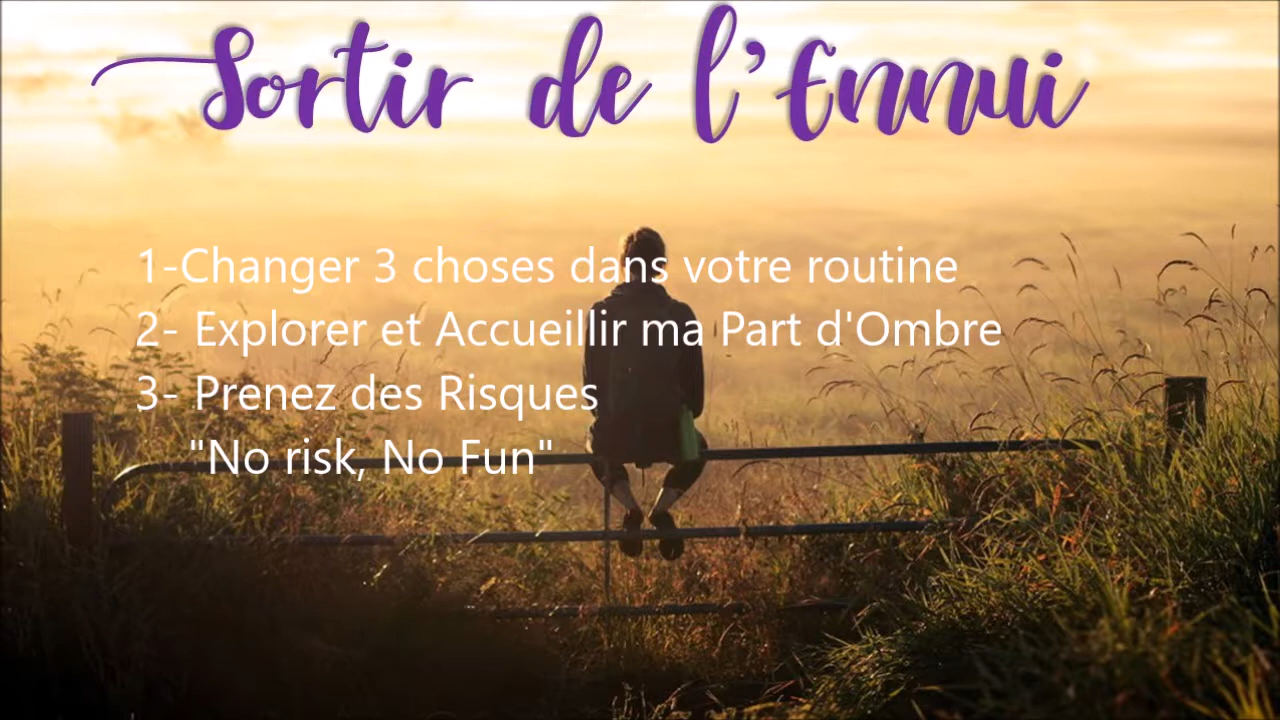 Sortir de l'Ennui
1-Changer 3 choses dans votre routine
2- Explorer et Accueillir ma Part d'Ombre
3- Prenez des Risques
"No risk, No Fun"